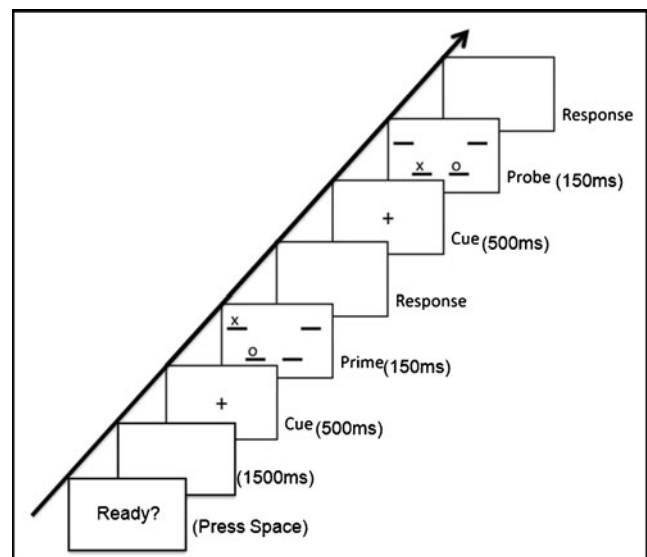 Response
x o
Probe (150ms)
+
Cue (500ms)
Response
x
o
Prime (150ms)
+
Cue (500ms)
(1500ms)
Ready?
(Press Space)